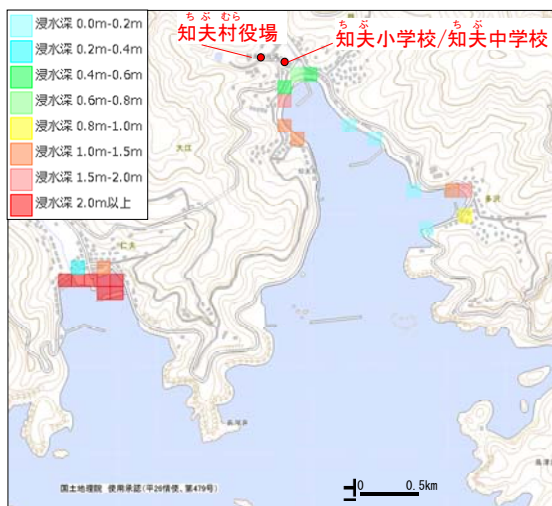 浸水深 0.0m-0.2m
浸水深 0.2m-0.4m
浸水深 0.4m-0.6m
浸水深 0.6m-0.8m
浸水深 0.8m-1.0m
浸水深 1.0m-1.5m
浸水深 1.5m-2.0m
浸水深 2.0m以上
ちぶむら
知夫村役場
ちぶ ちぶ
知夫小学校/知夫中学校
大江
多沢
仁夫
国土地理院 使用承認(平26情使、第479号)
0 0.5km